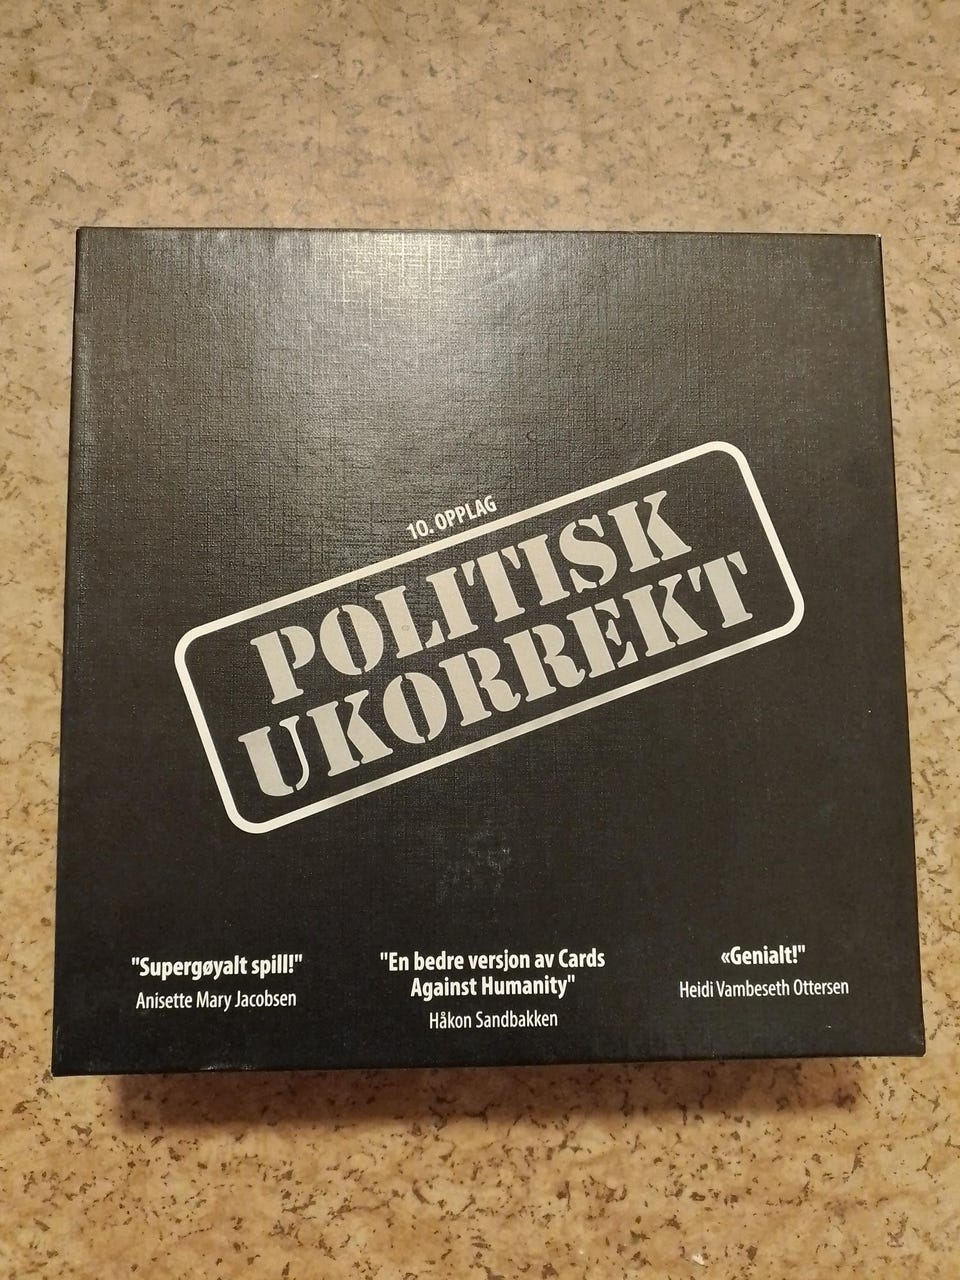 10. OPPLAG
POLITISK
UKORREKT
"Supergøyalt spill!"
Anisette Mary Jacobsen
"En bedre versjon av Cards
Against Humanity"
Håkon Sandbakken
«Genialt!"
Heidi Vambeseth Ottersen